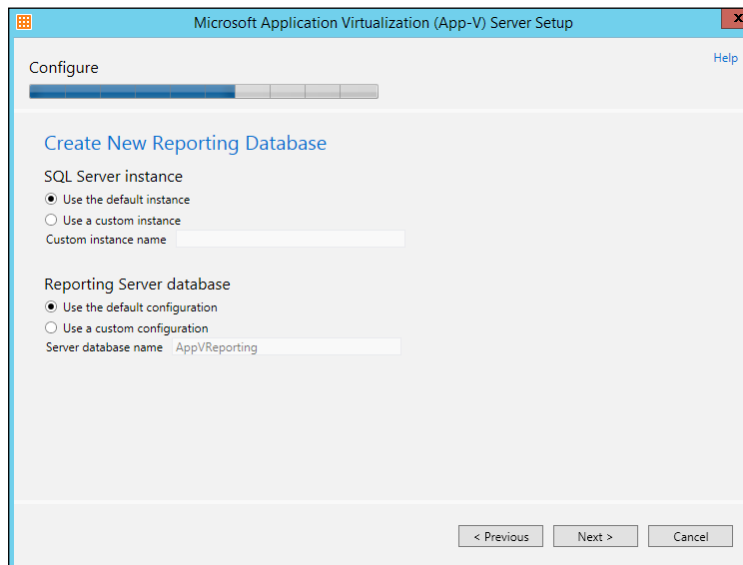 Microsoft Application Virtualization (App-V) Server Setup
x
Help
Configure
Create New Reporting Database
SQL Server instance
Use the default instance
Use a custom instance
Custom instance name
Reporting Server database
Use the default configuration
Use a custom configuration
Server database name AppVReporting
< Previous Next > Cancel